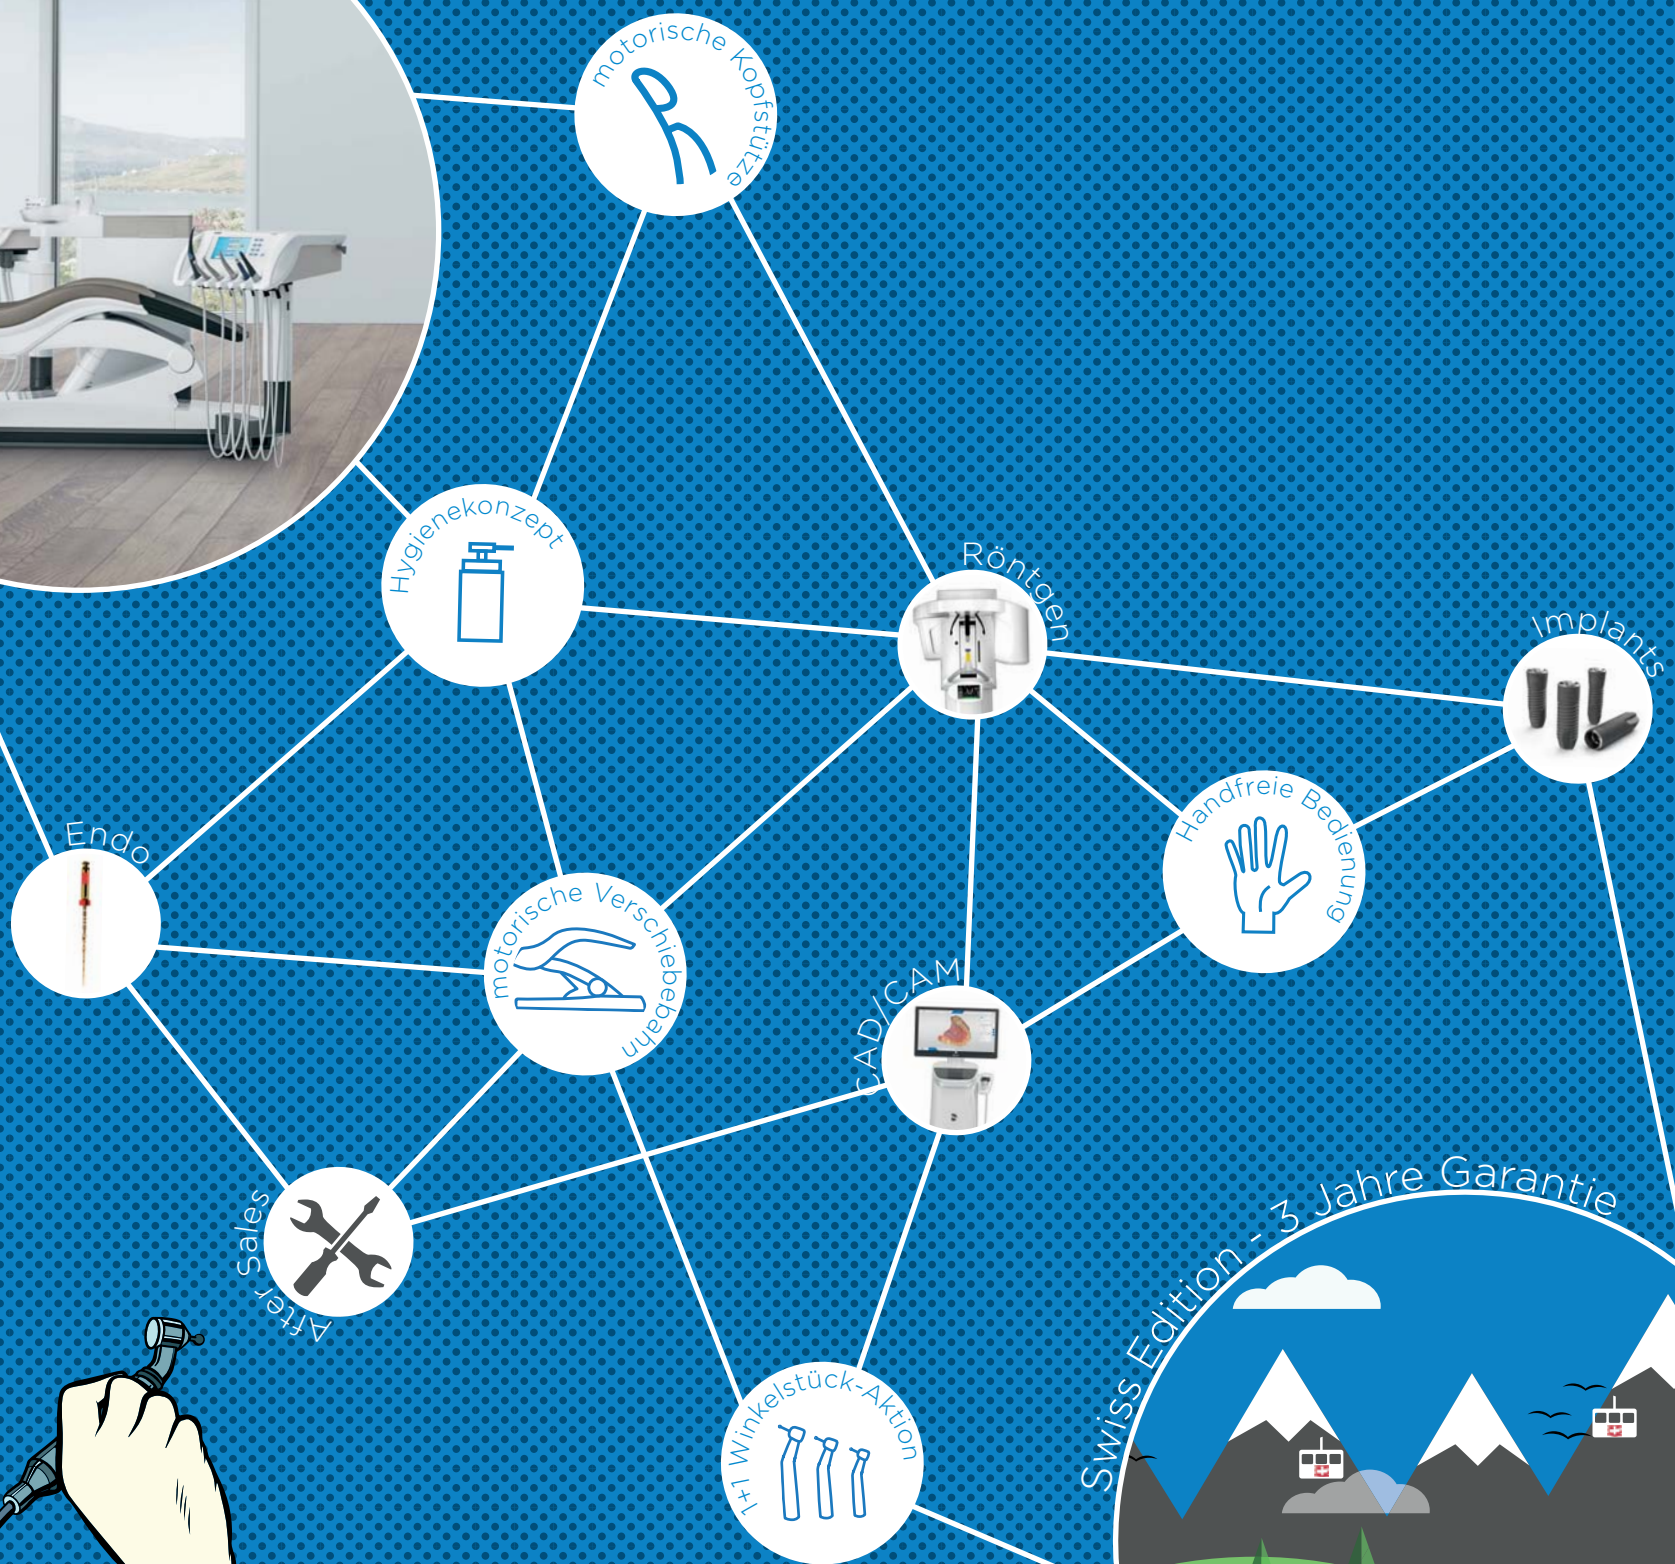 motorische Kopfstütze
Hygienekonzept
Röntgen
Implants
Handfreie Bedienung
Endo
motorische Verschiebebahn
CAD/CAM
After Sales
Swiss Edition - 3 Jahre Garantie
1+1 Winkelstück-Aktion